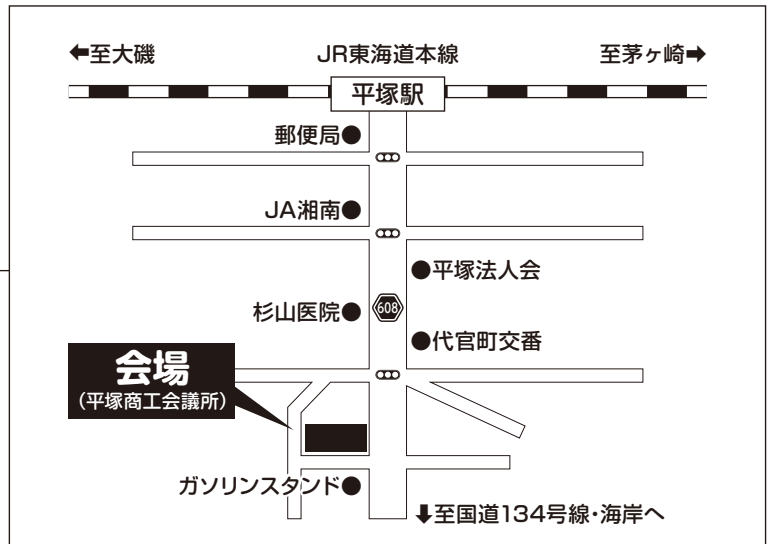 ⬅至大磯
JR東海道本線
至茅ヶ崎➡
平塚駅
郵便局●
JA湘南●
●平塚法人会
杉山医院●
608
●代官町交番
会場
(平塚商工会議所)
ガソリンスタンド●
⬇至国道134号線・海岸へ